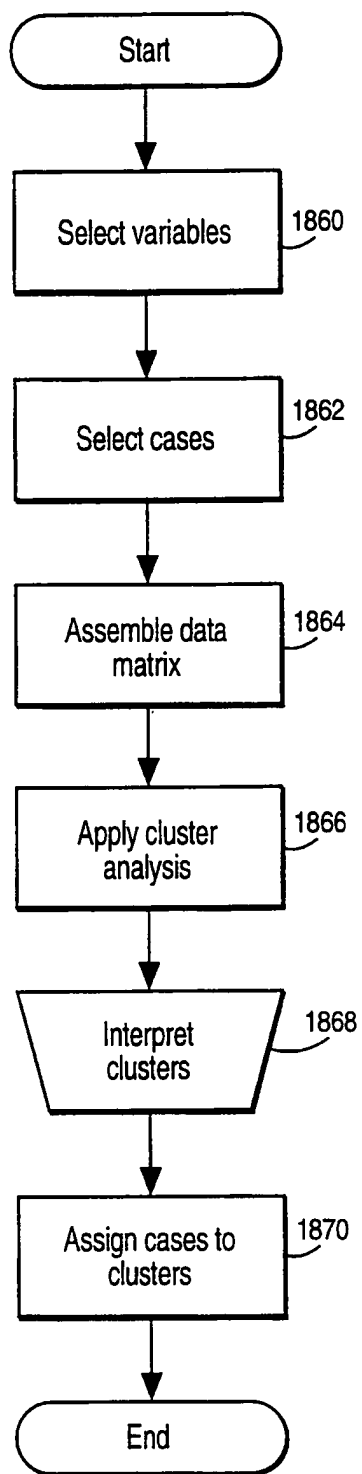 Start
Select variables
1860
Select cases
1862
Assemble data
matrix
1864
Apply cluster
analysis
1866
Interpret
clusters
1868
Assign cases to
clusters
1870
End